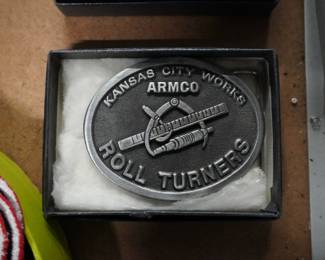 KANSAS CITY WORKS
ARMCO
®
ROLL TURNERS